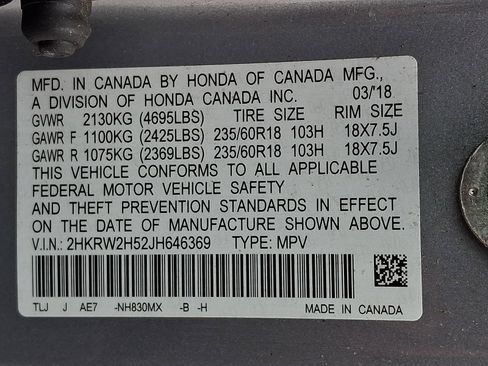 MFD. IN CANADA BY HONDA OF CANADA MFG.,
A DIVISION OF HONDA CANADA INC. 03/'18
GVWR 2130KG (4695LBS) TIRE SIZE RIM SIZE
GAWR F 1100KG (2425LBS) 235/60R18 103H 18X7.5J
GAWR R 1075KG (2369LBS) 235/60R18 103H 18X7.5J
THIS VEHICLE CONFORMS TO ALL APPLICABLE
FEDERAL MOTOR VEHICLE SAFETY
AND THEFT PREVENTION STANDARDS IN EFFECT
ON THE DATE OF MANUFACTURE SHOWN ABOVE.
V.I.N.: 2HKRW2H52JH646369 TYPE: MPV
TLJ J AE7 -NH830MX -B -H MADE IN CANADA